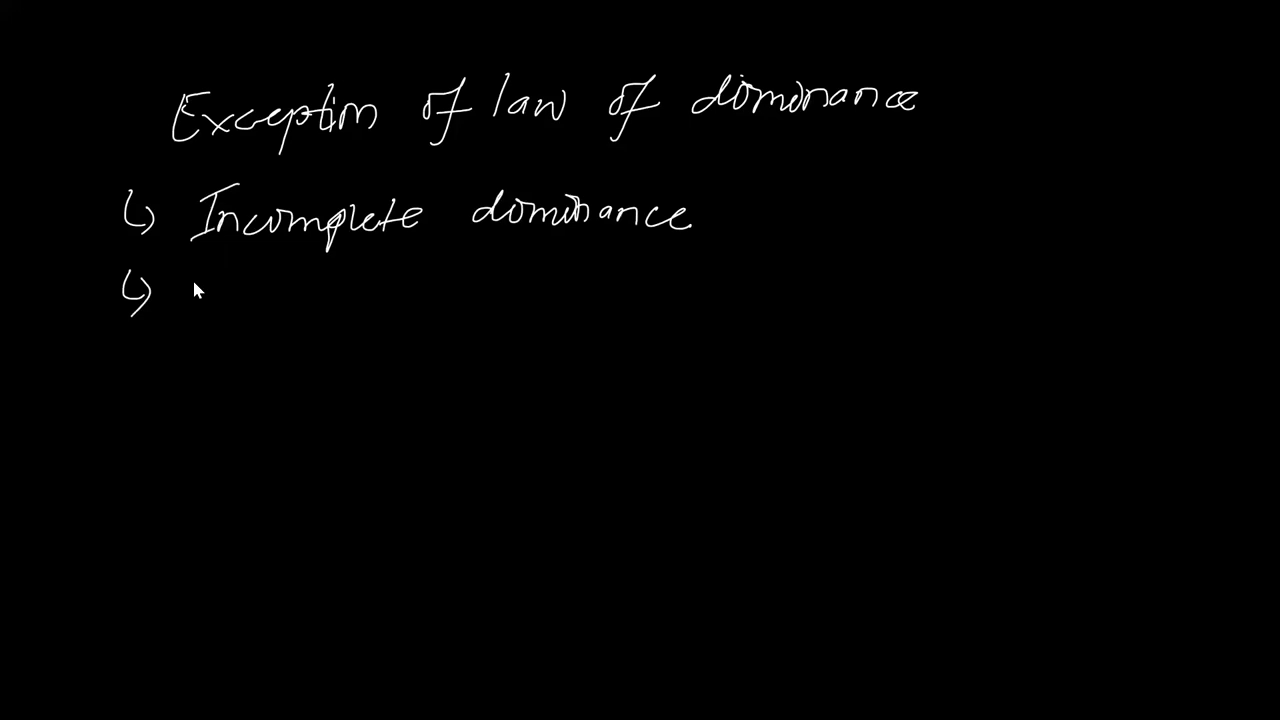 Exception of law of dominance
↳ Incomplete dominance
↳